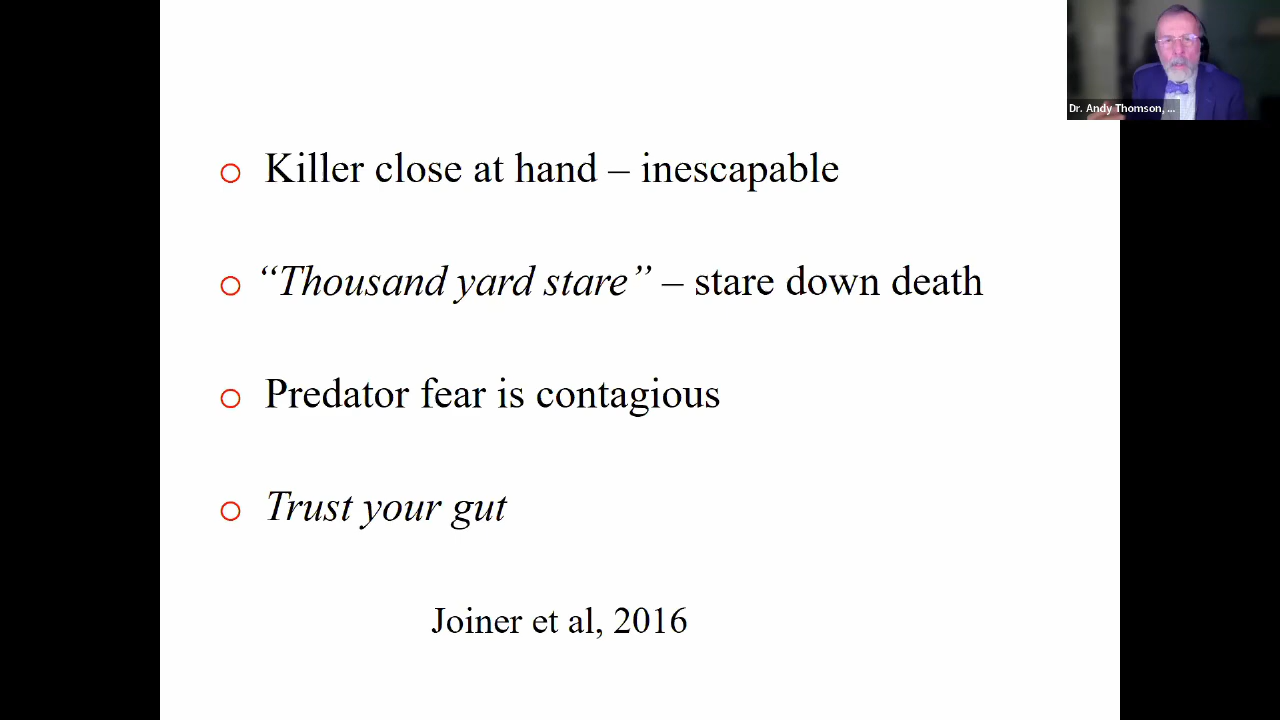 Dr. Andy Thomson, ...
Killer close at hand – inescapable
“Thousand yard stare” – stare down death
Predator fear is contagious
Trust your gut
Joiner et al, 2016